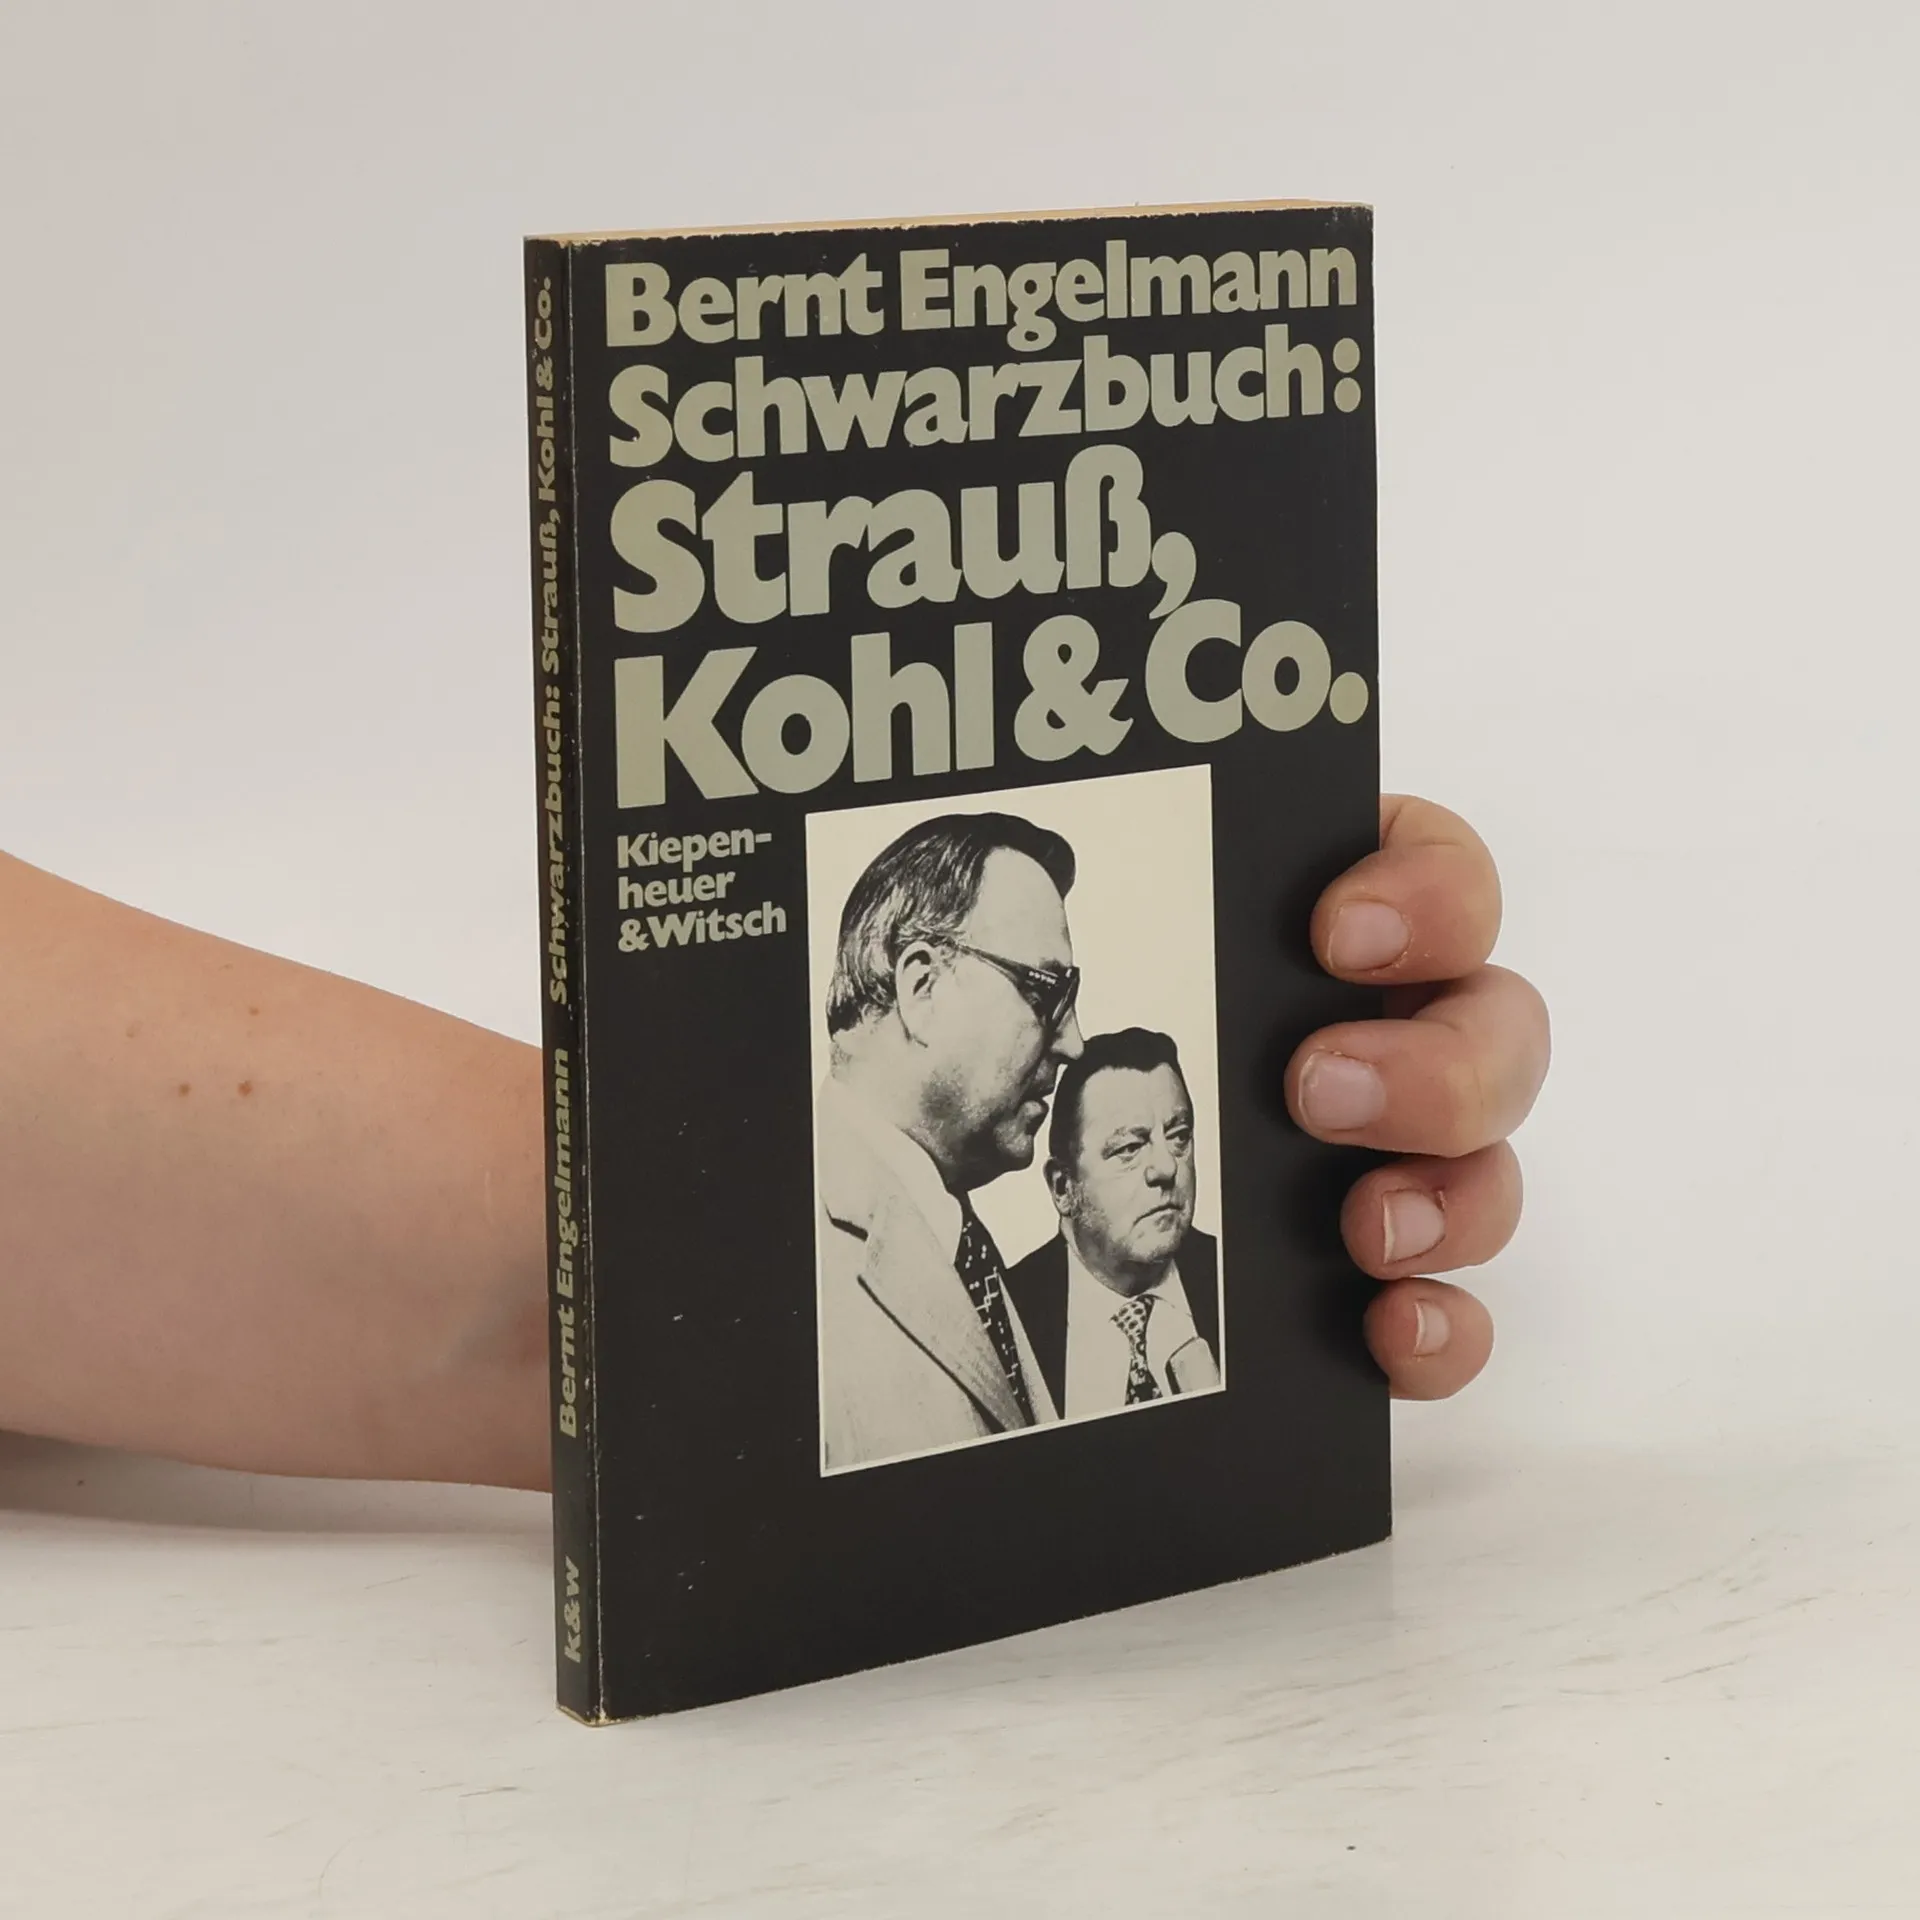 Bernt Engelmann
Schwarzbuch:
Strauß,
Kohl & Co.
Kiepen-
heuer
& Witsch
k&w Bernt Engelmann Schwarzbuch: Strauß, Kohl & Co.